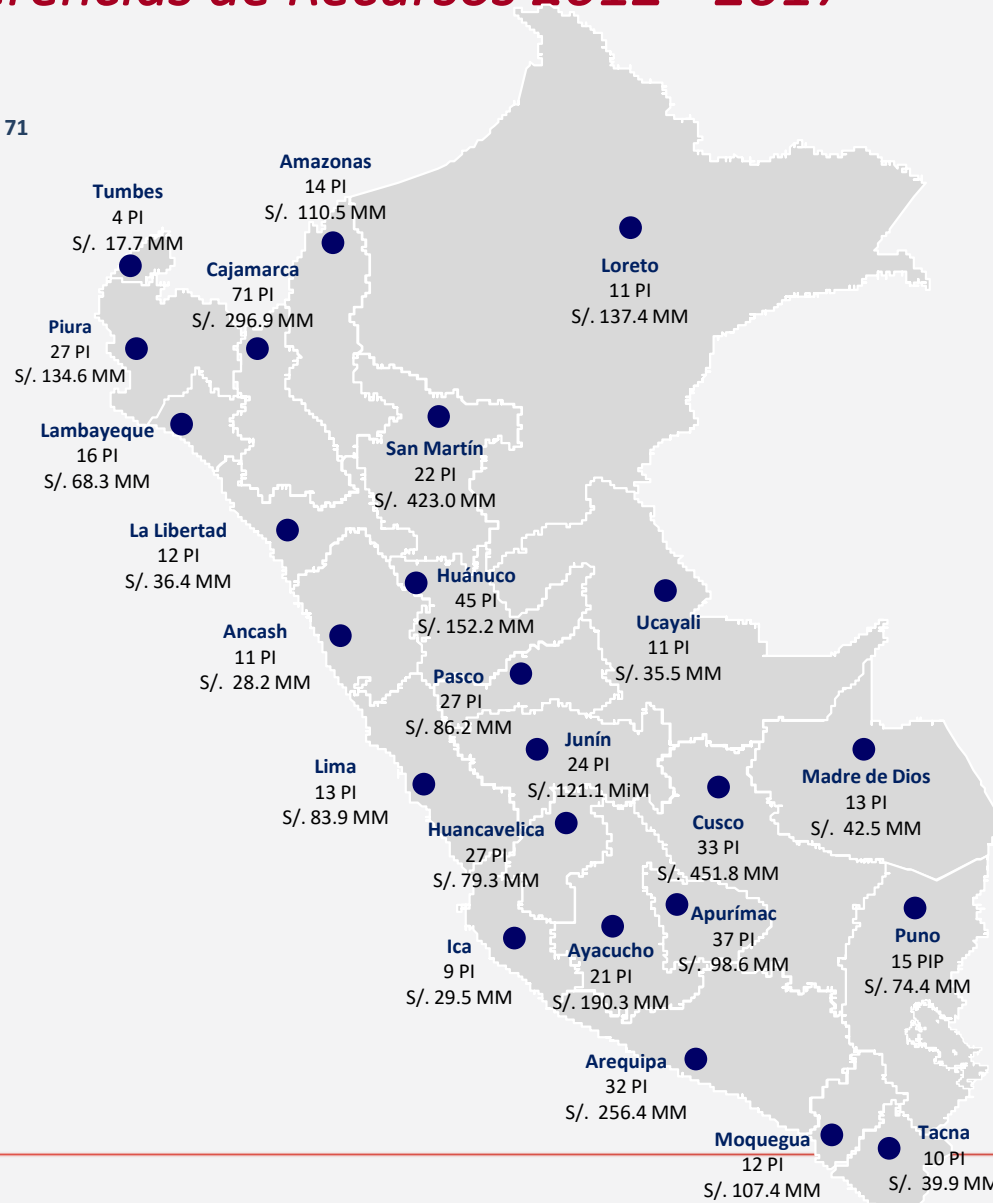 de Recursos 2012 - 2017
71
Amazonas
14 PI
S/. 110.5 MM
Tumbes
4 PI
S/. 17.7 MM
Cajamarca
71 PI
S/. 296.9 MM
Loreto
11 PI
S/. 137.4 MM
Piura
27 PI
S/. 134.6 MM
Lambayeque
16 PI
S/. 68.3 MM
San Martín
22 PI
S/. 423.0 MM
La Libertad
12 PI
S/. 36.4 MM
Huánuco
45 PI
S/. 152.2 MM
Ucayali
11 PI
S/. 35.5 MM
Ancash
11 PI
S/. 28.2 MM
Pasco
27 PI
S/. 86.2 MM
Junín
24 PI
S/. 121.1 MiM
Lima
13 PI
S/. 83.9 MM
Madre de Dios
13 PI
S/. 42.5 MM
Huancavelica
27 PI
S/. 79.3 MM
Cusco
33 PI
S/. 451.8 MM
Apurímac
37 PI
S/. 98.6 MM
Puno
15 PIP
S/. 74.4 MM
Ica
9 PI
S/. 29.5 MM
Ayacucho
21 PI
S/. 190.3 MM
Arequipa
32 PI
S/. 256.4 MM
Moquegua
12 PI
S/. 107.4 MM
Tacna
10 PI
S/. 39.9 MM